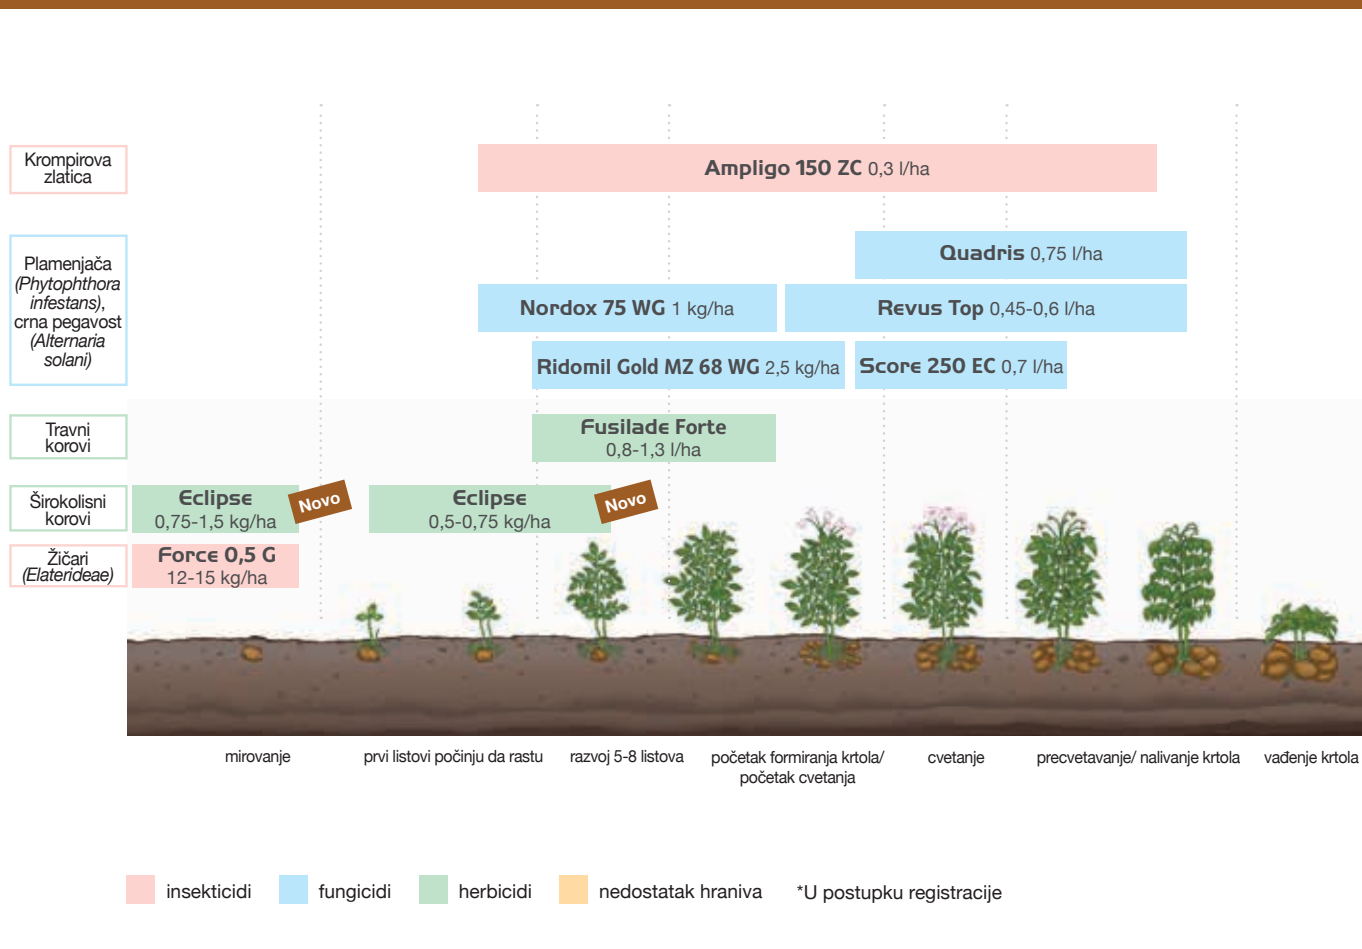 Krompirova
zlatica
Ampligo 150 ZC 0,3 l/ha
Plamenjača
(Phytophthora
infestans),
crna pegavost
(Alternaria
solani)
Quadris 0,75 l/ha
Nordox 75 WG 1 kg/ha
Revus Top 0,45-0,6 l/ha
Ridomil Gold MZ 68 WG 2,5 kg/ha
Score 250 EC 0,7 l/ha
Travni
korovi
Fusilade Forte
0,8-1,3 l/ha
Širokolisni
korovi
Eclipse
0,75-1,5 kg/ha
Novo
Eclipse
0,5-0,75 kg/ha
Novo
Žičari
(Elaterideae)
Force 0,5 G
12-15 kg/ha
mirovanje
prvi listovi počinju da rastu
razvoj 5-8 listova
početak formiranja krtola/
početak cvetanja
cvetanje
precvetavanje/ nalivanje krtola
vađenje krtola
insekticidi
fungicidi
herbicidi
nedostatak hraniva
*U postupku registracije